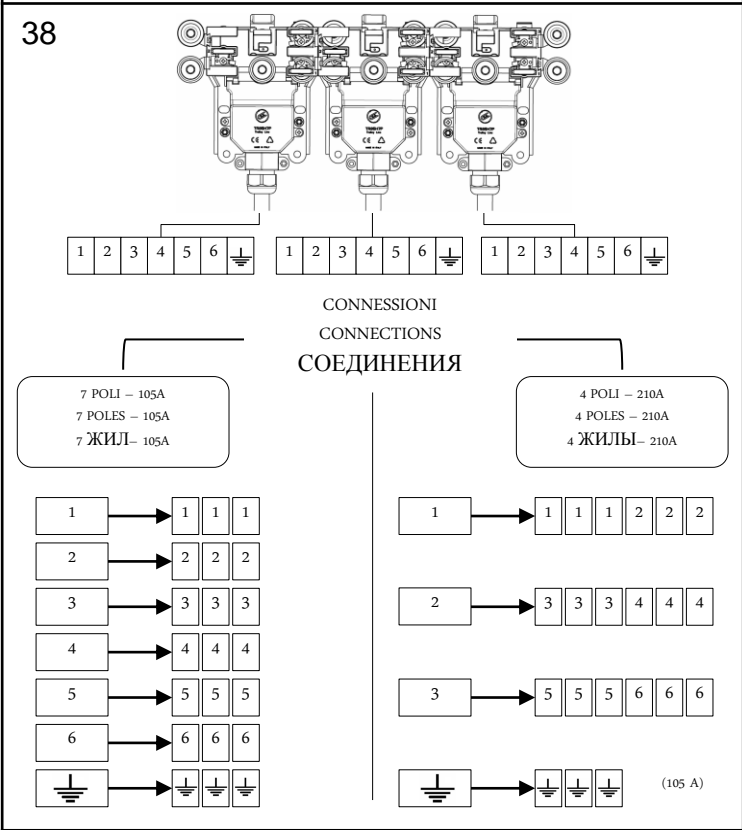 38
1 2 3 4 5 6 1 2 3 4 5 6 1 2 3 4 5 6
CONNESSIONI
CONNECTIONS
СОЕДИНЕНИЯ
7 POLI – 105A
7 POLES – 105A
7 ЖИЛ– 105A
4 POLI – 210A
4 POLES – 210A
4 ЖИЛЫ– 210A
1 1 1 1
2 2 2 2
3 3 3 3
4 4 4 4
5 5 5 5
6 6 6 6
1 1 1 1 2 2 2
2 3 3 3 4 4 4
3 5 5 5 6 6 6
(105 A)